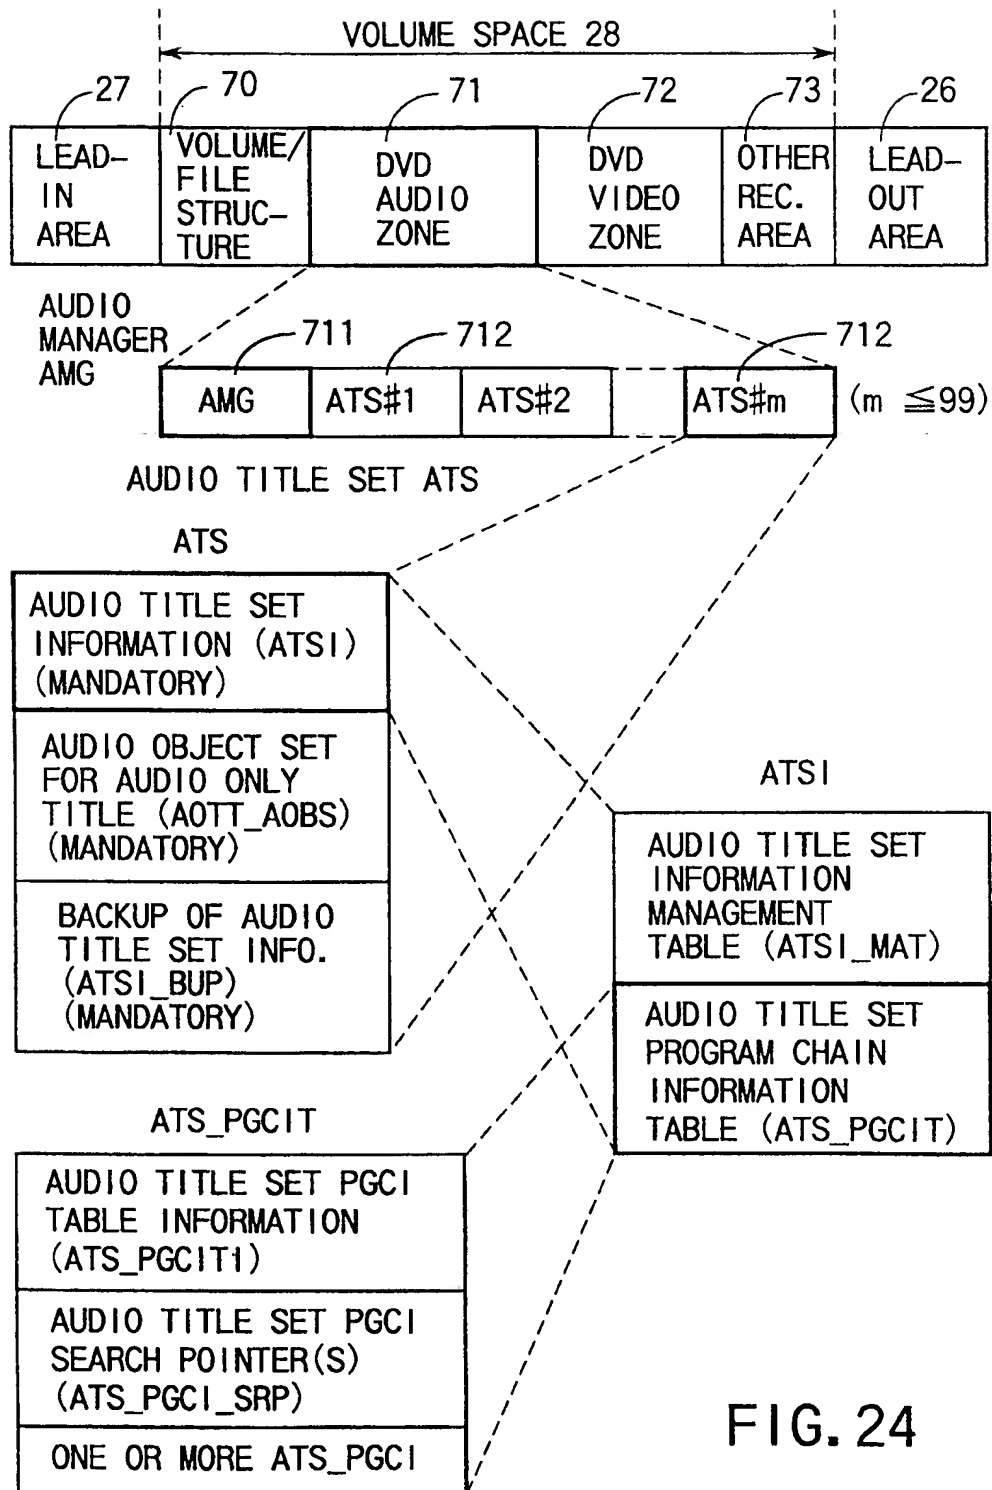 VOLUME SPACE 28
27
70
71
72
73
26
LEAD-
IN
AREA
VOLUME/
FILE
STRUC-
TURE
DVD
AUDIO
ZONE
DVD
VIDEO
ZONE
OTHER
REC.
AREA
LEAD-
OUT
AREA
AUDIO
MANAGER
AMG
711
712
712
AMG
ATS#1
ATS#2
ATS#m
(m ≦99)
AUDIO TITLE SET ATS
ATS
AUDIO TITLE SET
INFORMATION (ATSI)
(MANDATORY)
AUDIO OBJECT SET
FOR AUDIO ONLY
TITLE (AOTT_AOBS)
(MANDATORY)
BACKUP OF AUDIO
TITLE SET INFO.
(ATSI_BUP)
(MANDATORY)
ATSI
AUDIO TITLE SET
INFORMATION
MANAGEMENT
TABLE (ATSI_MAT)
AUDIO TITLE SET
PROGRAM CHAIN
INFORMATION
TABLE (ATS_PGCIT)
ATS_PGCIT
AUDIO TITLE SET PGCI
TABLE INFORMATION
(ATS_PGCITI)
AUDIO TITLE SET PGCI
SEARCH POINTER(S)
(ATS_PGCI_SRP)
ONE OR MORE ATS_PGCI
FIG. 24